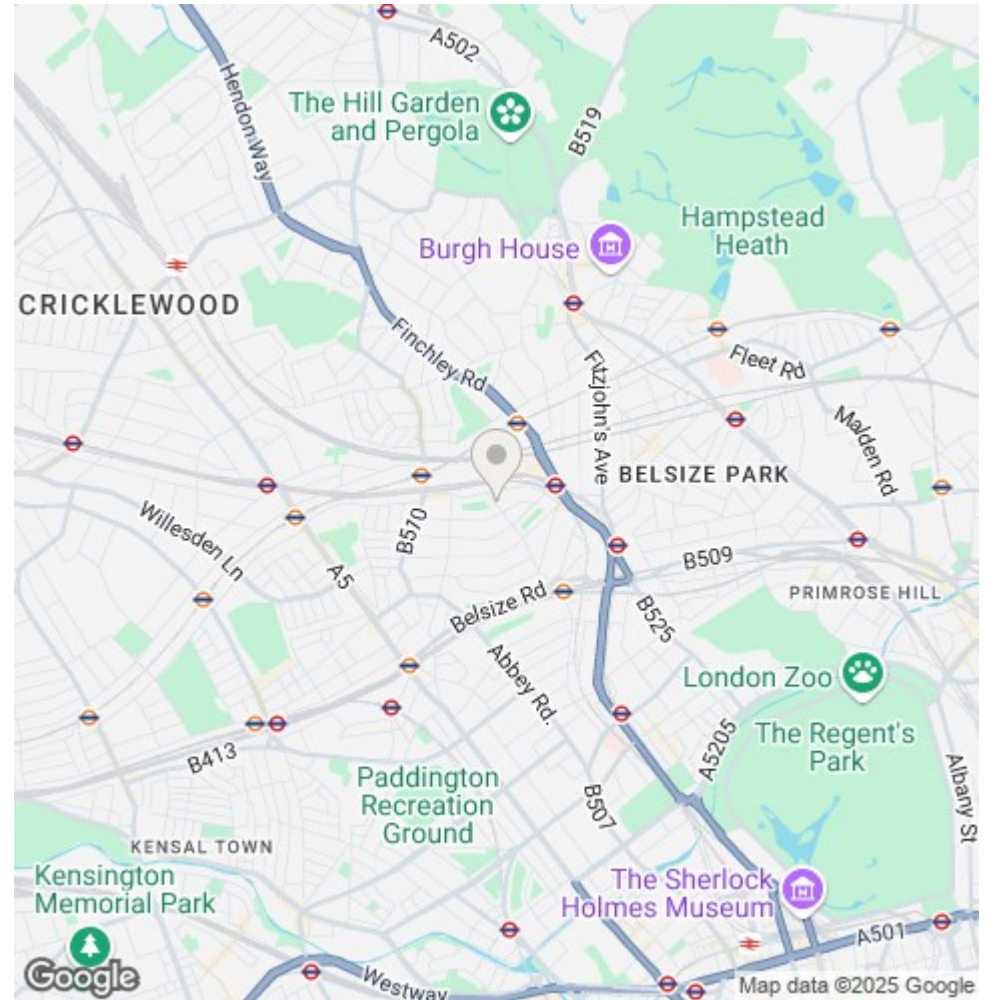 A502
Hendon Way
The Hill Garden
and Pergola
B519
Hampstead
Heath
Burgh House
CRICKLEWOOD
Finchley Rd
Fitzjohn's Ave
Fleet Rd
Malden Rd
BELSIZE PARK
Willesden Ln
B510
A5
B509
PRIMROSE HILL
Belsize Rd
B525
Abbey Rd.
London Zoo
The Regent's
Park
A5205
B413
Paddington
Recreation
Ground
B507
Albany St
KENSAL TOWN
Kensington
Memorial Park
The Sherlock
Holmes Museum
A501
Westway
Google
Map data ©2025 Google